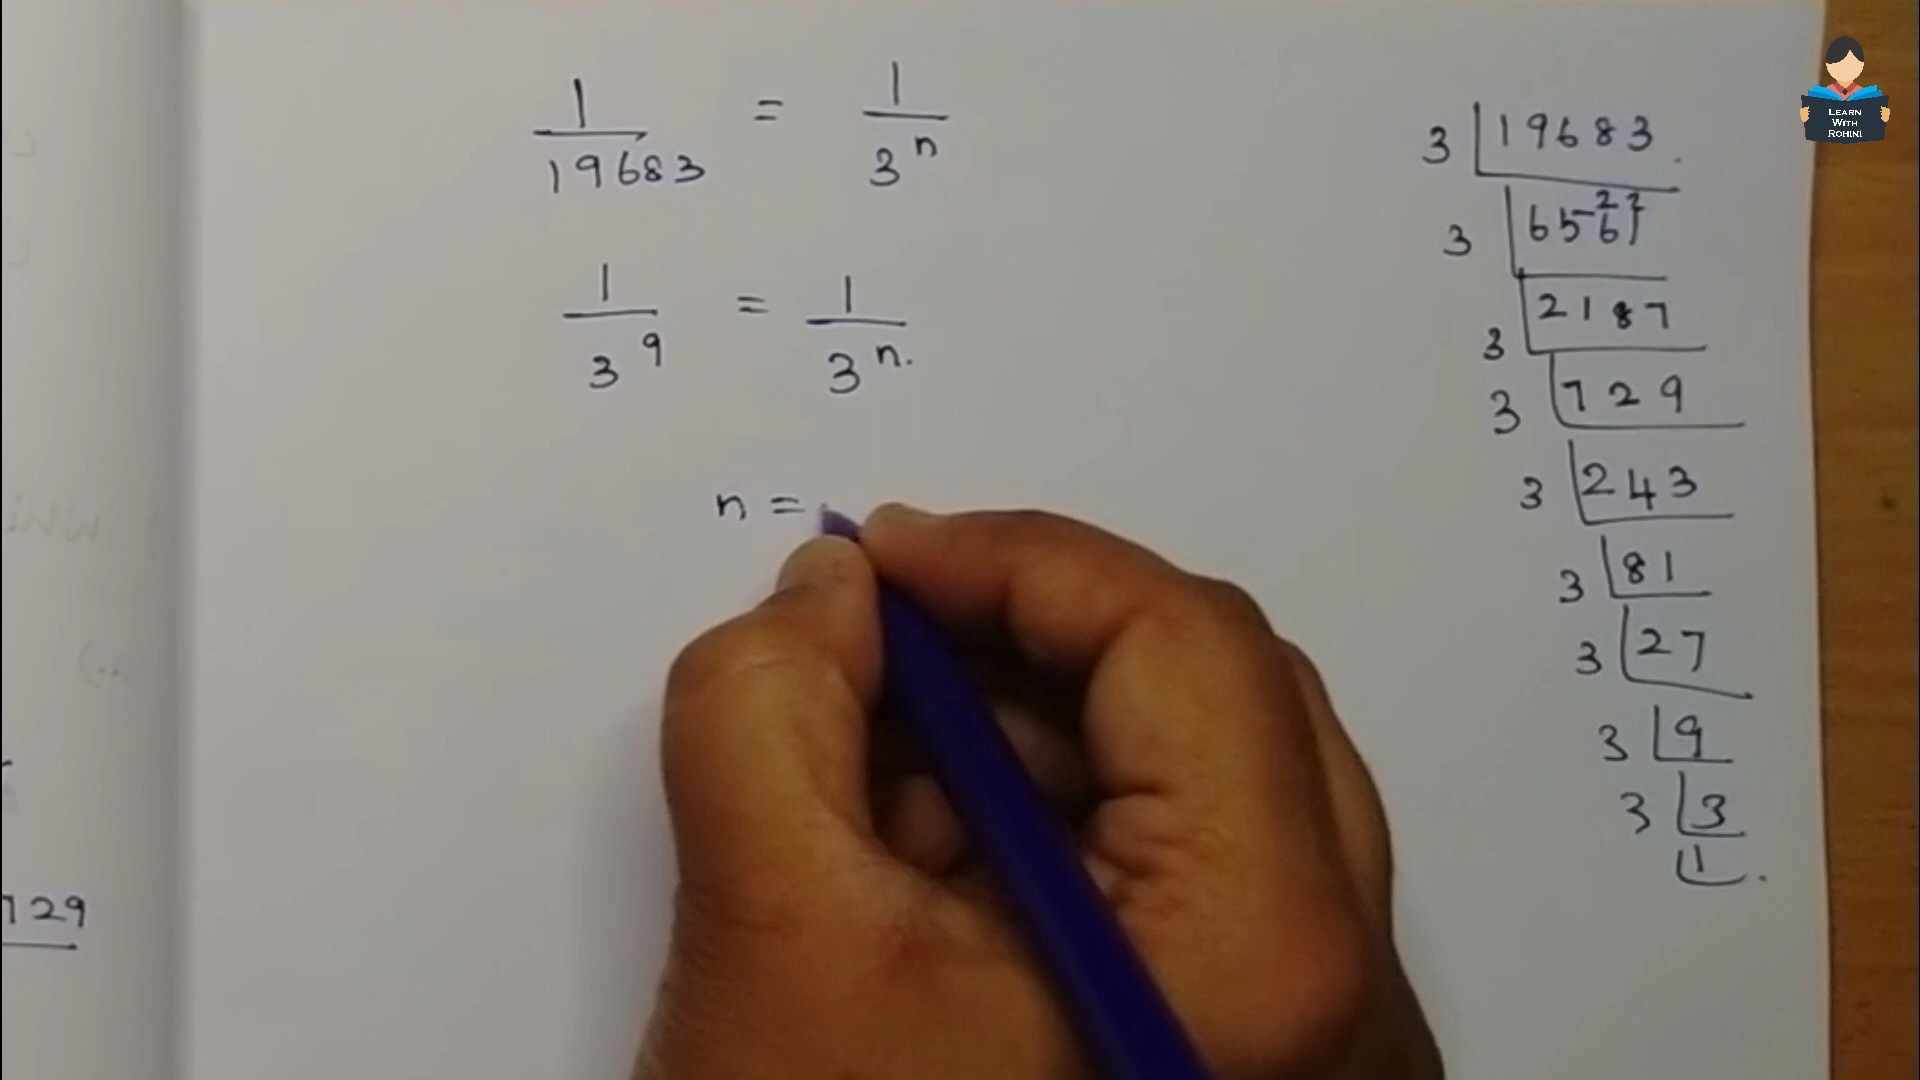 1/19683 = 1/3^n
1/3^9 = 1/3^n.
n =
3 | 19683.
3 | 6561
3 | 2187
3 | 729
3 | 243
3 | 81
3 | 27
3 | 9
3 | 3
1.
729
LEARN
WITH
ROHINI